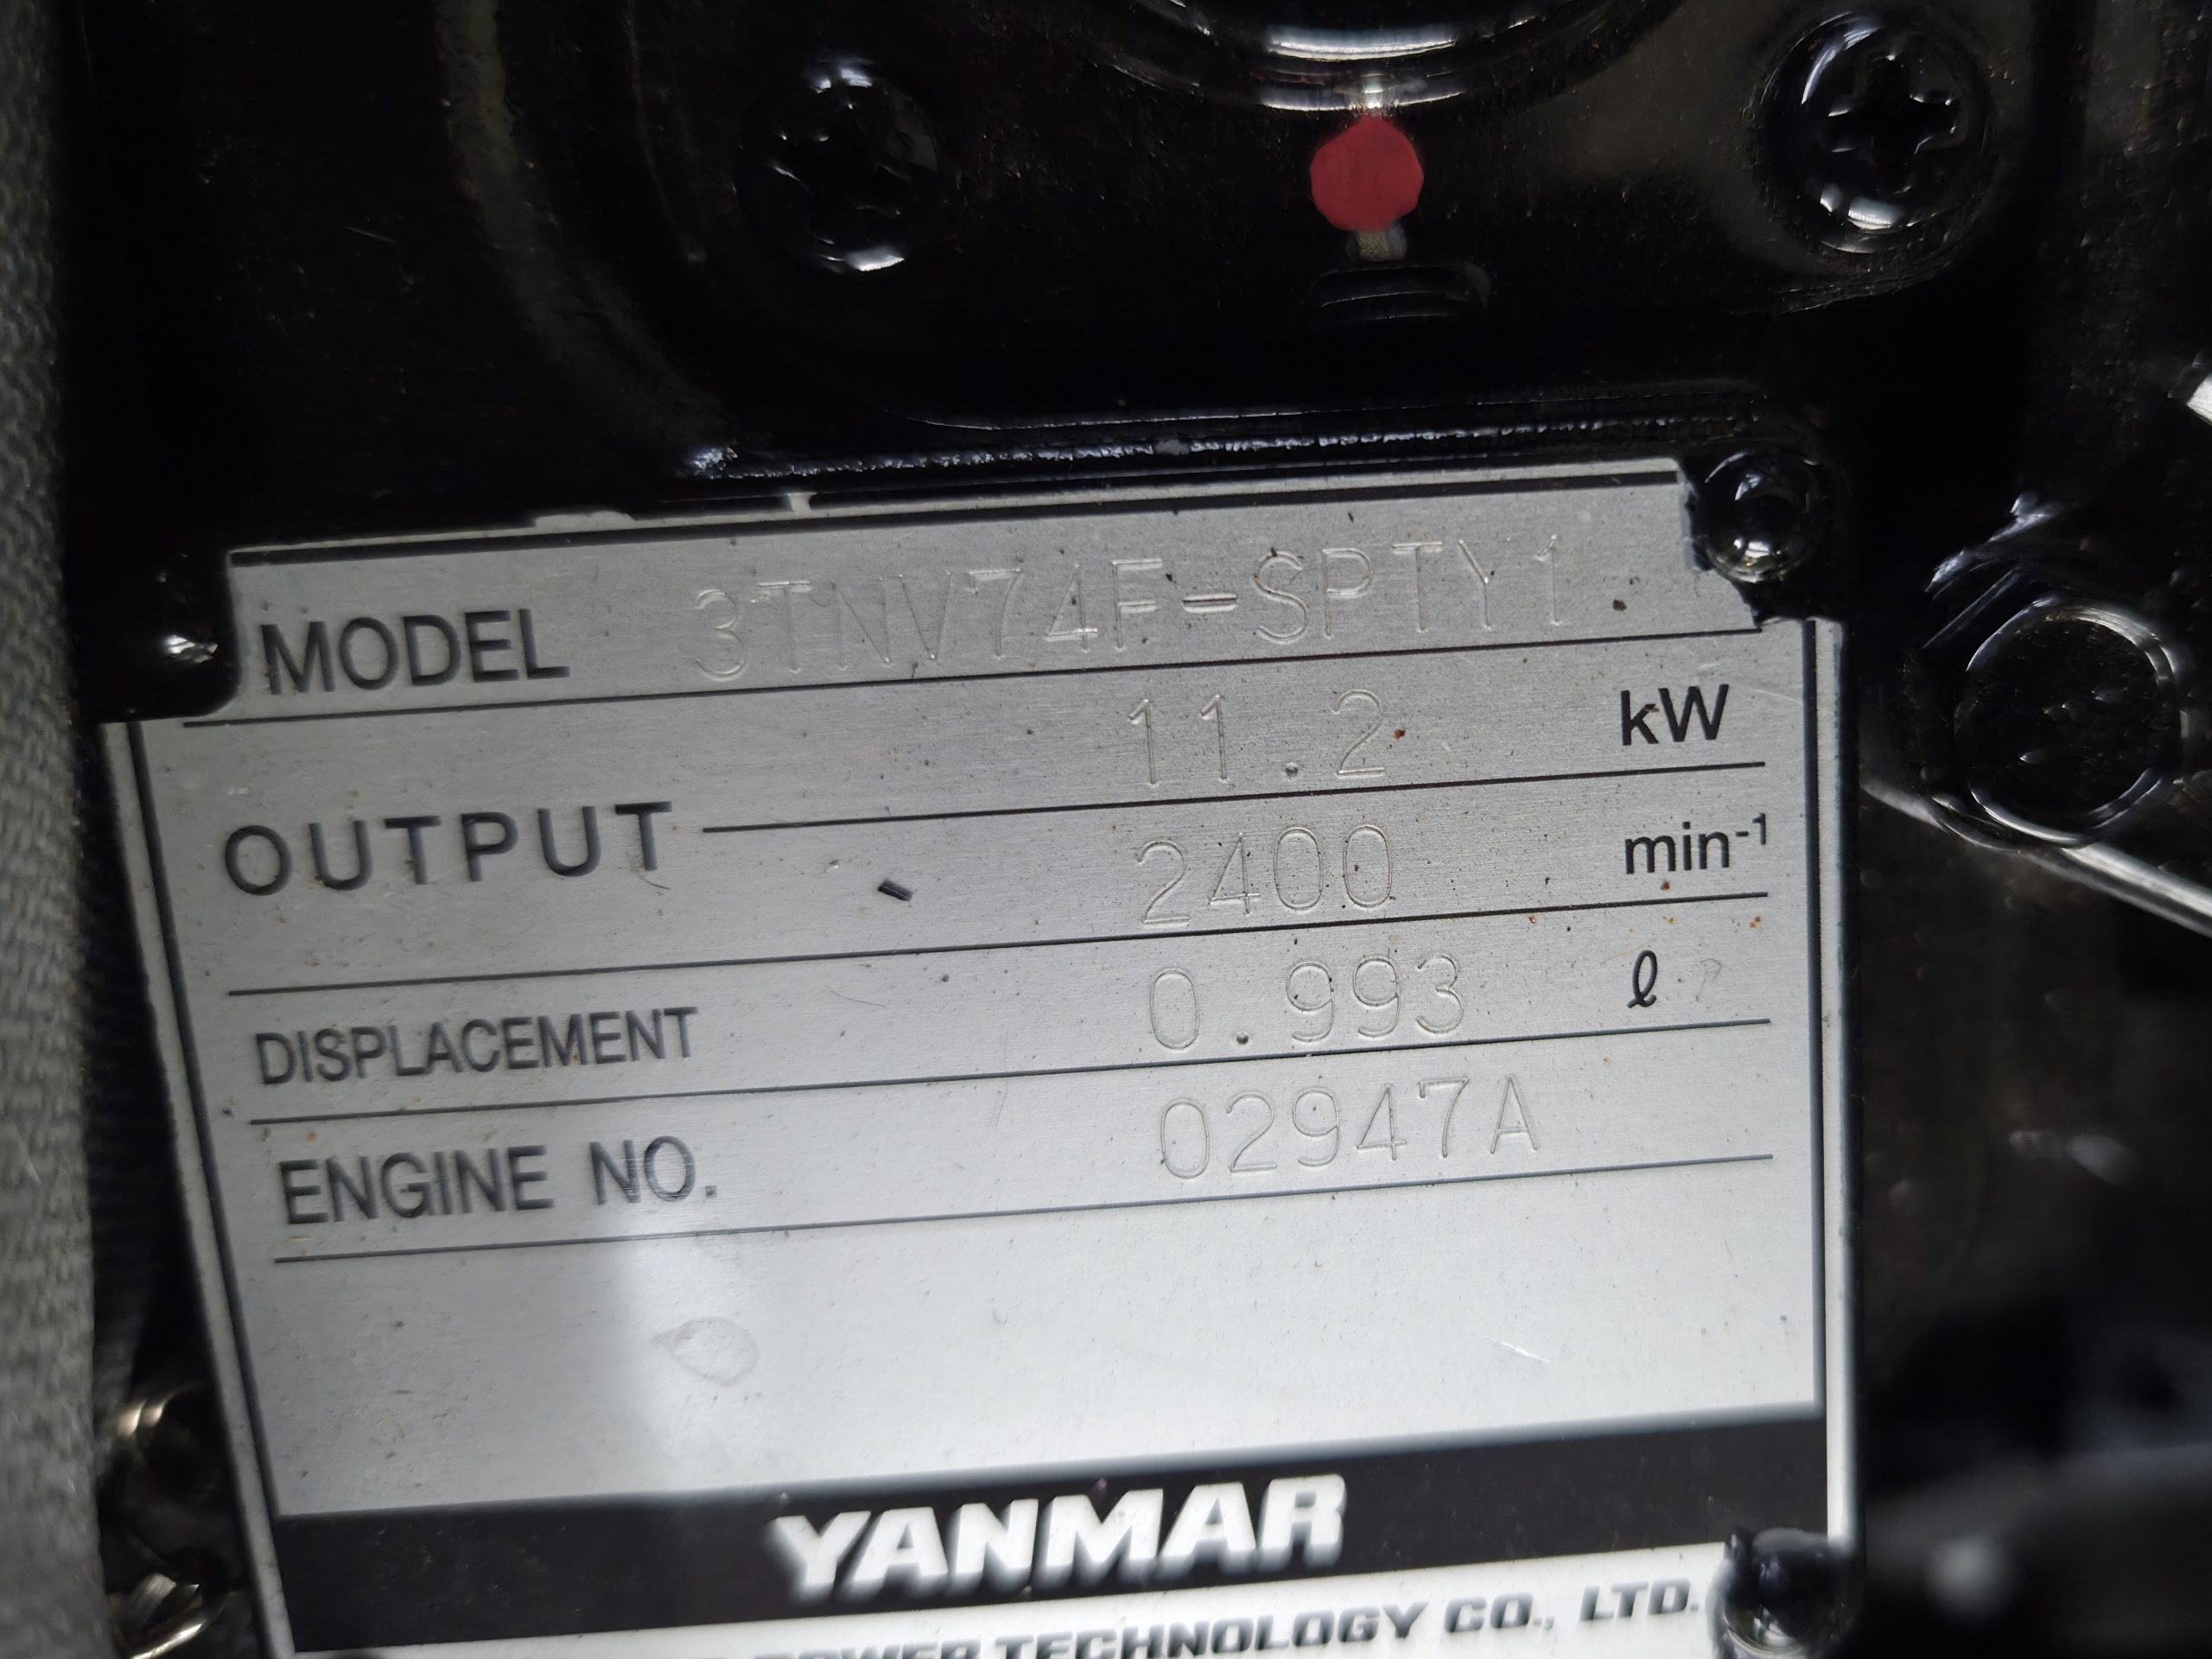 MODEL 3TNV74F-SPTY1
11.2 kW
OUTPUT
2400 min-1
DISPLACEMENT 0.993 ℓ
ENGINE NO. 02947A
YANMAR
POWER TECHNOLOGY CO., LTD.